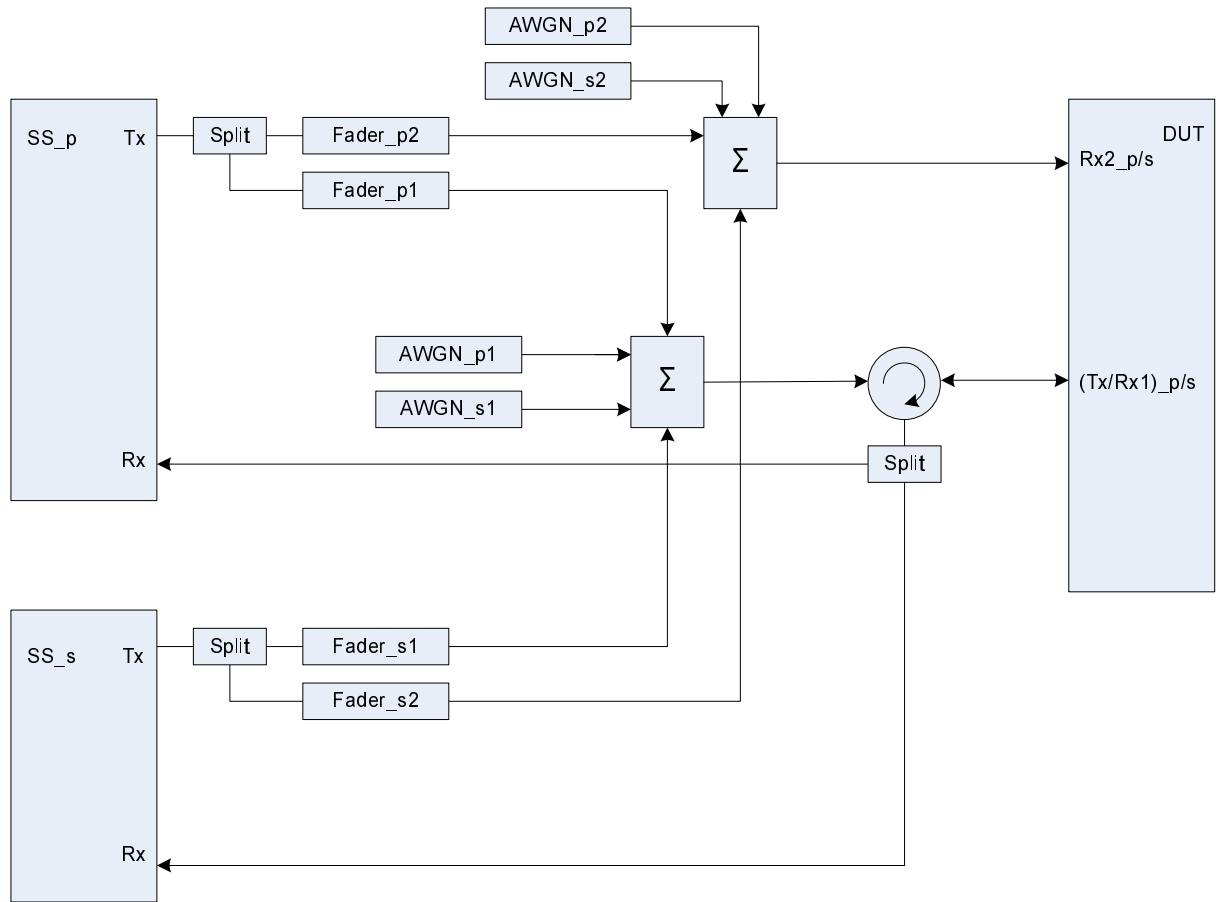 AWGN_p2
AWGN_s2
SS_p
Tx
Split
Fader_p2
Σ
DUT
Rx2_p/s
Fader_p1
AWGN_p1
Σ
(Tx/Rx1)_p/s
AWGN_s1
Rx
Split
SS_s
Tx
Split
Fader_s1
Fader_s2
Rx